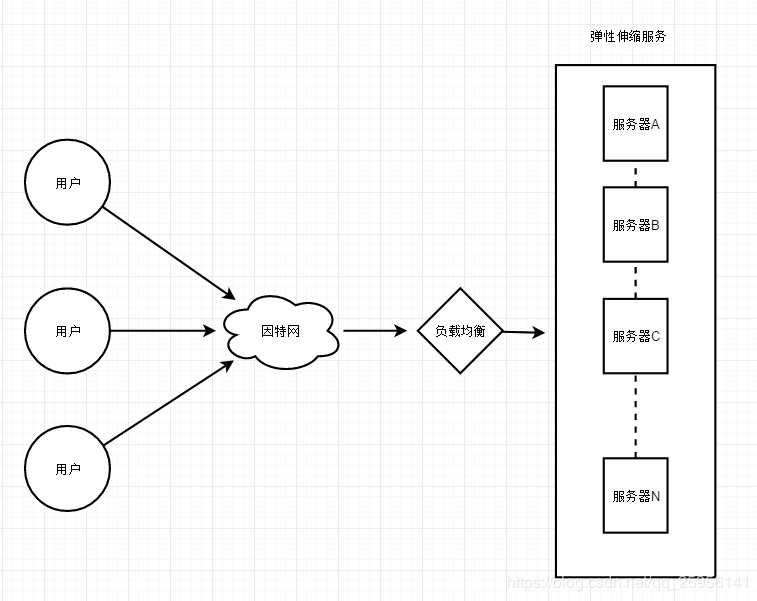 弹性伸缩服务
服务器A
用户
服务器B
用户
因特网
负载均衡
服务器C
用户
服务器N
https://blog.csdn.net/qq_25956141